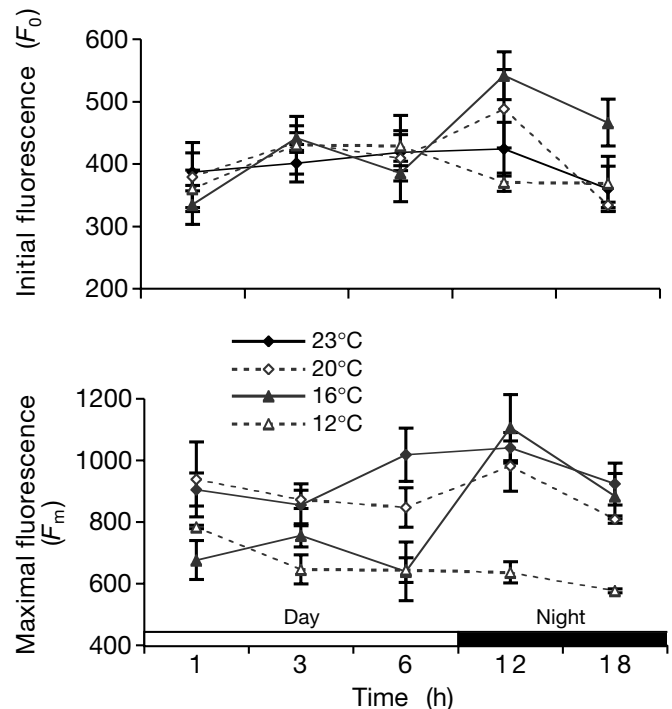 Initial fluorescence (F0)
600
500
400
300
200
23°C
20°C
16°C
12°C
Maximal fluorescence
(Fm)
1200
1000
800
600
400
Day
Night
1 3 6 12 18
Time (h)